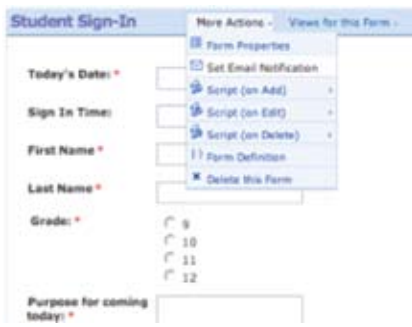 Student Sign-In
More Actions - Views for this Form -
Form Properties
Set Email Notification
Script (on Add)
Script (on Edit)
Script (on Delete)
Form Definition
Delete this Form
Today's Date: *
Sign In Time:
First Name *
Last Name *
Grade: *
9
10
11
12
Purpose for coming
today: *